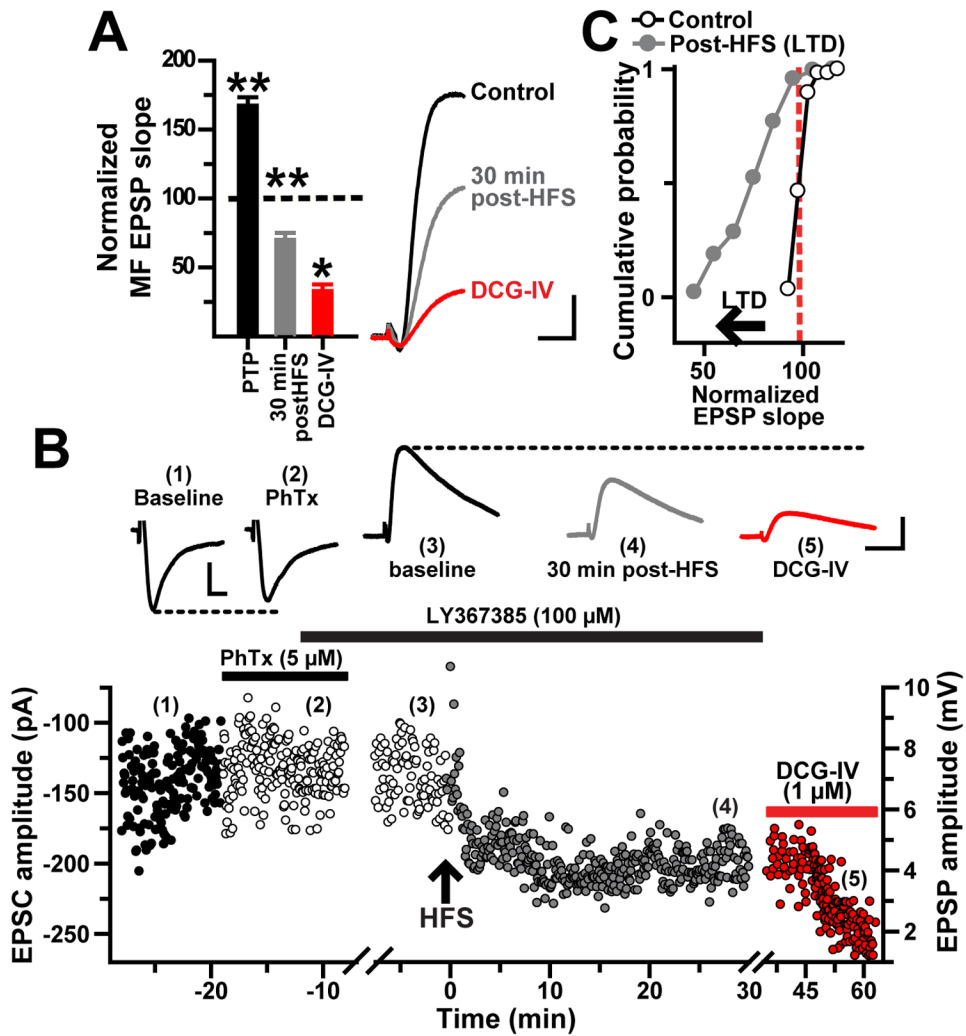 A
Normalized
MF EPSP slope
200
175
150
100
50
**
**
*
PTP
30 min
postHFS
DCG-IV
Control
30 min
post-HFS
DCG-IV
C
Control
Post-HFS (LTD)
Cumulative probability
1
1
0
LTD
50
100
Normalized
EPSP slope
B
(1)
Baseline
(2)
PhTx
(3)
baseline
(4)
30 min post-HFS
(5)
DCG-IV
LY367385 (100 µM)
PhTx (5 µM)
DCG-IV
(1 µM)
(1)
(2)
(3)
(4)
(5)
HFS
EPSC amplitude (pA)
-100
-150
-200
-250
EPSP amplitude (mV)
10
8
6
4
2
-20
-10
0
10
20
30
45
60
Time (min)